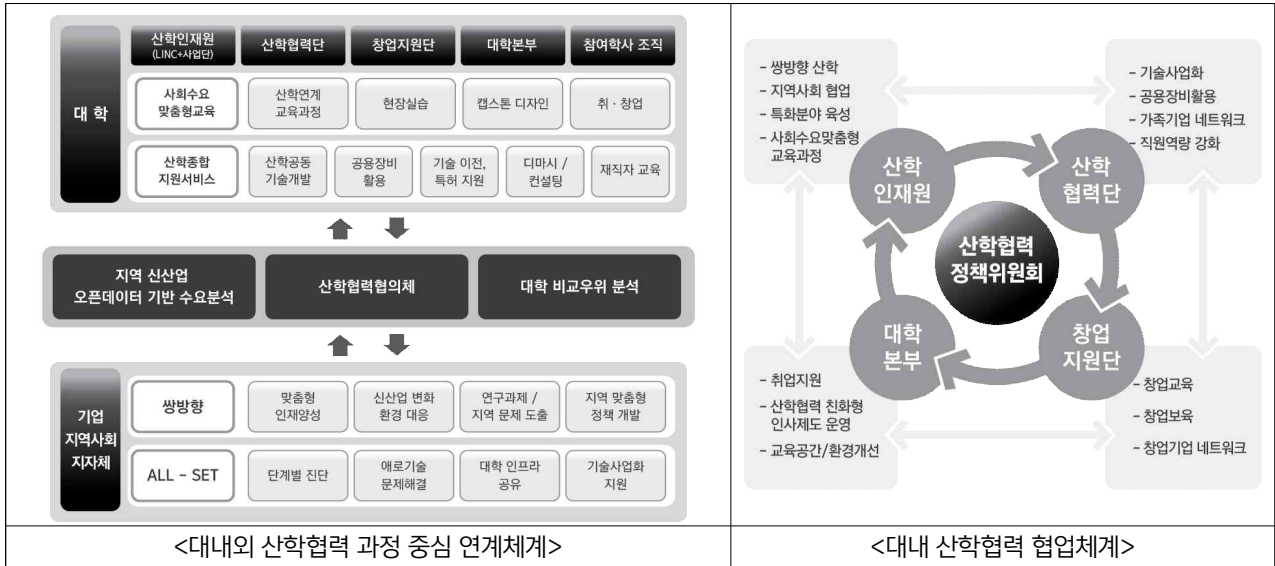 대 학
산학인재원
(LINC+사업단)
산학협력단
창업지원단
대학본부
참여학사 조직
사회수요
맞춤형교육
산학연계
교육과정
현장실습
캡스톤 디자인
취 · 창업
산학종합
지원서비스
산학공동
기술개발
공용장비
활용
기술 이전,
특허 지원
디마시 /
컨설팅
재직자 교육
지역 신산업
오픈데이터 기반 수요분석
산학협력협의체
대학 비교우위 분석
기업
지역사회
지자체
쌍방향
맞춤형
인재양성
신산업 변화
환경 대응
연구과제 /
지역 문제 도출
지역 맞춤형
정책 개발
ALL - SET
단계별 진단
애로기술
문제해결
대학 인프라
공유
기술사업화
지원
<대내외 산학협력 과정 중심 연계체계>
- 쌍방향 산학
- 지역사회 협업
- 특화분야 육성
- 사회수요맞춤형
교육과정
- 기술사업화
- 공용장비활용
- 가족기업 네트워크
- 직원역량 강화
산학
인재원
산학
협력단
산학협력
정책위원회
대학
본부
창업
지원단
- 취업지원
- 산학협력 친화형
인사제도 운영
- 교육공간/환경개선
- 창업교육
- 창업보육
- 창업기업 네트워크
<대내 산학협력 협업체계>